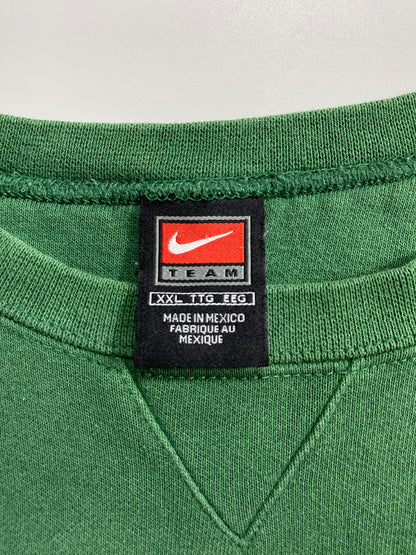 TEAM
XXL TTG EEG
MADE IN MEXICO
FABRIQUE AU
MEXIQUE